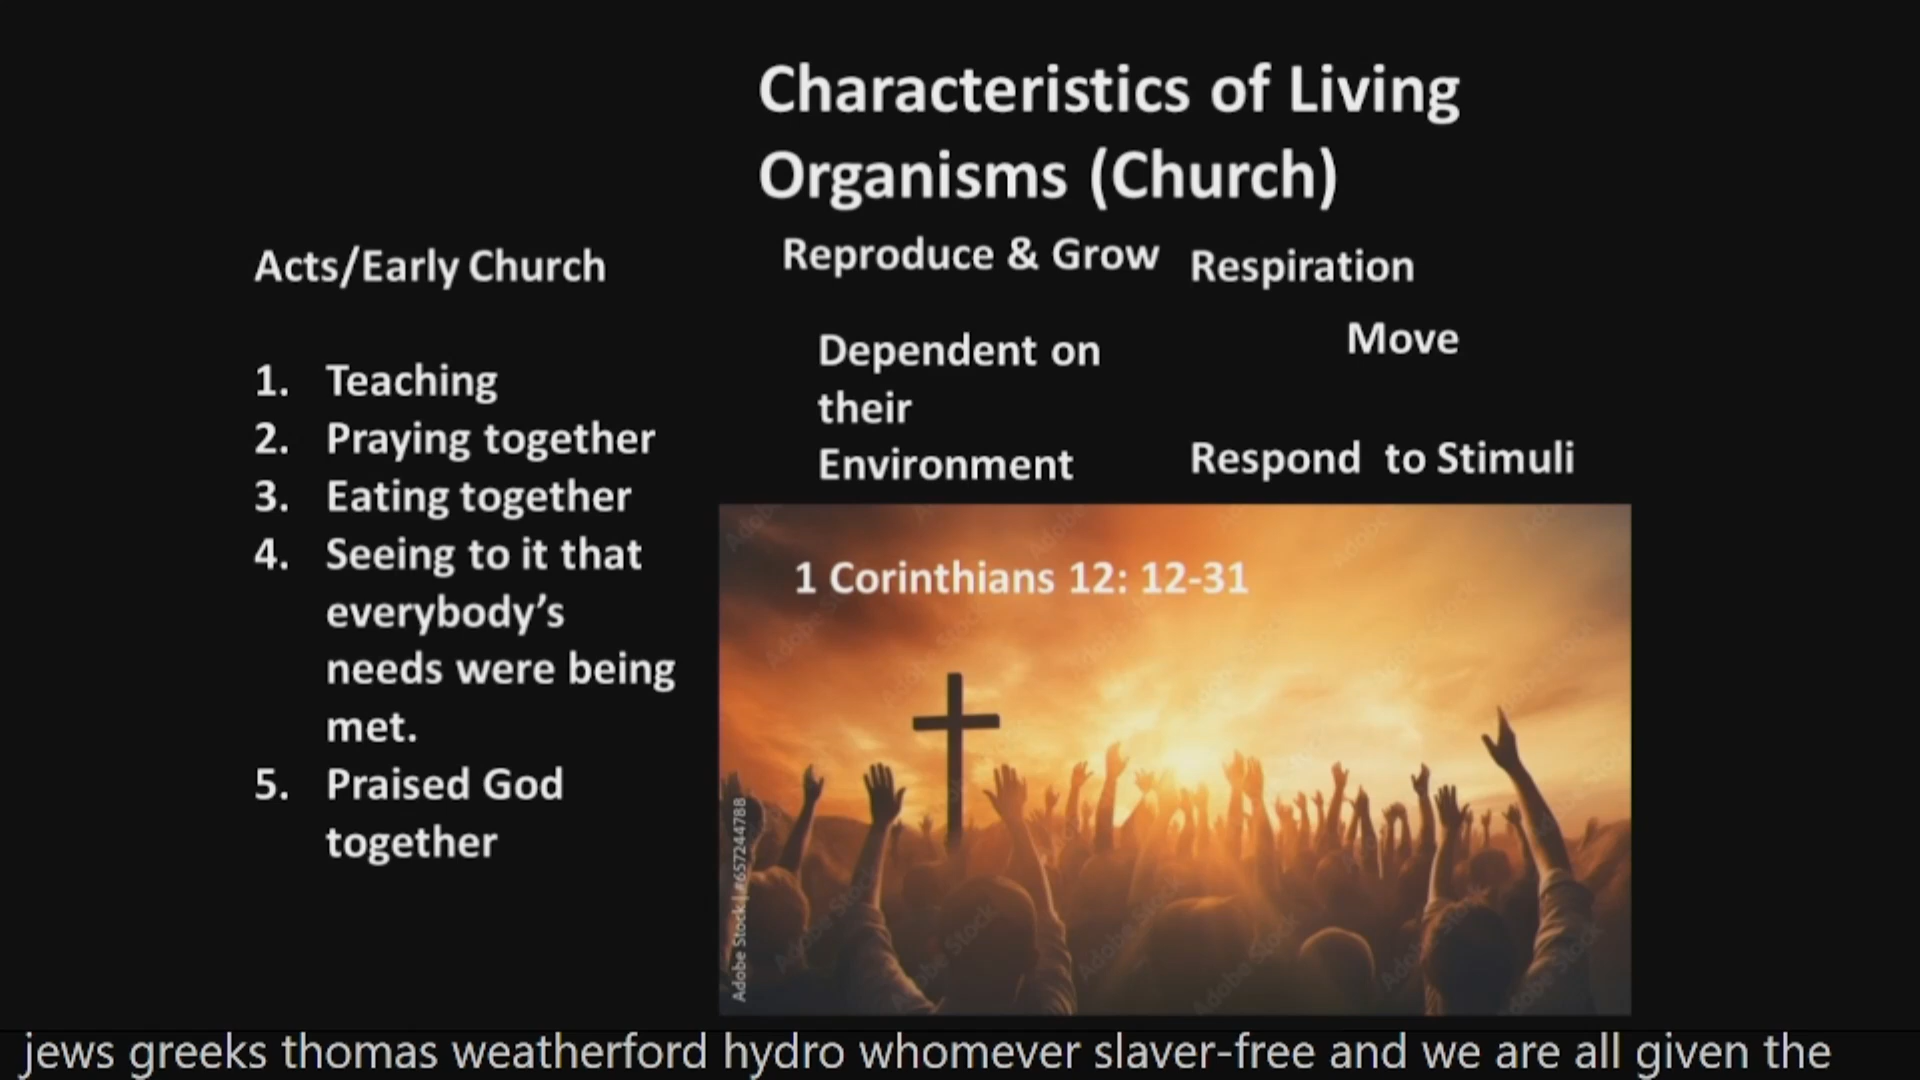 Characteristics of Living
Organisms (Church)
Acts/Early Church
1. Teaching
2. Praying together
3. Eating together
4. Seeing to it that
everybody’s
needs were being
met.
5. Praised God
together
Reproduce & Grow
Respiration
Move
Dependent on
their
Environment
Respond to Stimuli
1 Corinthians 12: 12-31
Adobe Stock | #657244788
jews greeks thomas weatherford hydro whomever slaver-free and we are all given the